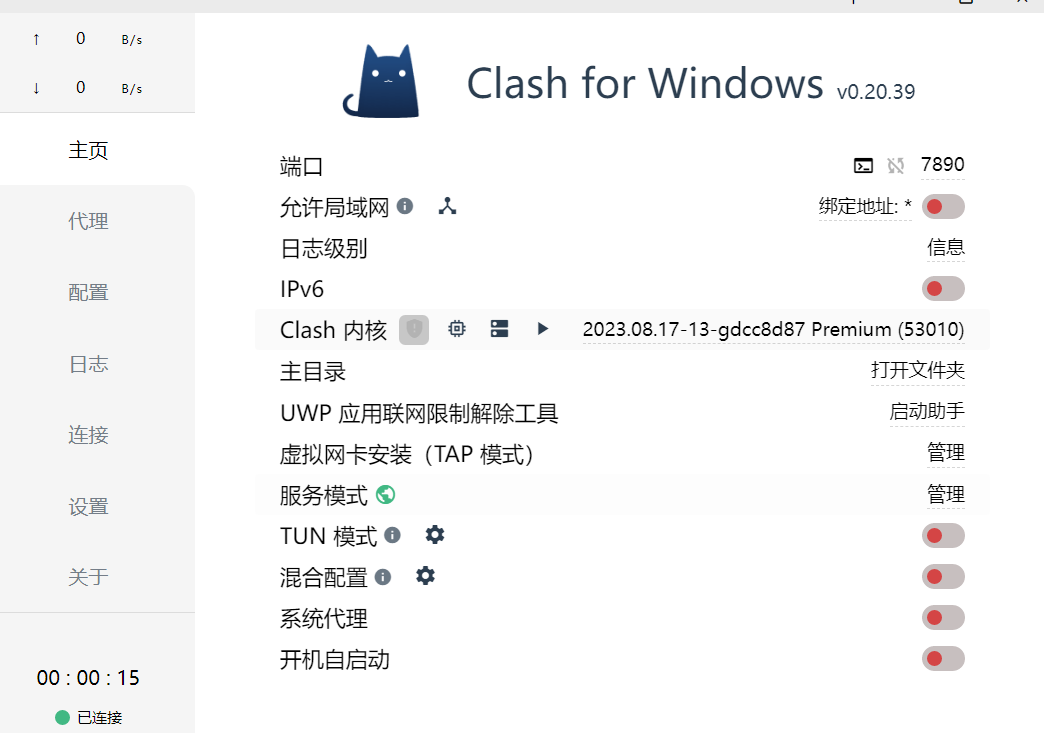 ↑ 0 B/s
↓ 0 B/s
主页
代理
配置
日志
连接
设置
关于
00 : 00 : 15
已连接
Clash for Windows v0.20.39
端口 7890
允许局域网 绑定地址: *
日志级别 信息
IPv6
Clash 内核 2023.08.17-13-gdcc8d87 Premium (53010)
主目录 打开文件夹
UWP 应用联网限制解除工具 启动助手
虚拟网卡安装（TAP 模式） 管理
服务模式 管理
TUN 模式
混合配置
系统代理
开机自启动